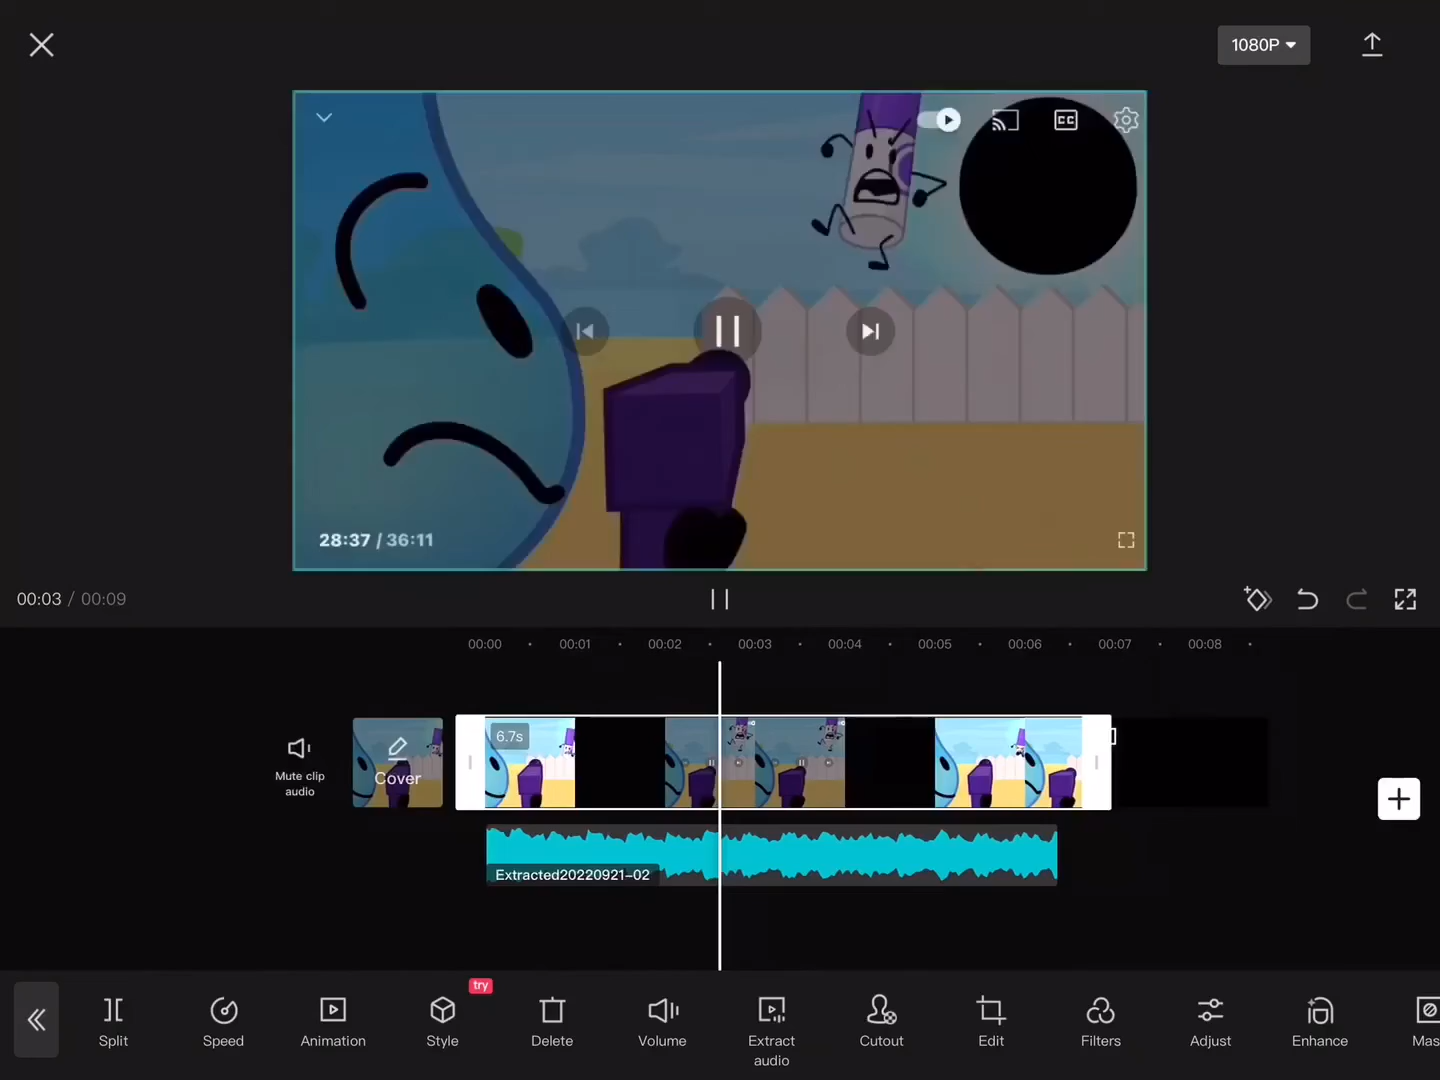 1080P
CC
28:37 / 36:11
00:03 / 00:09
00:00 00:01 00:02 00:03 00:04 00:05 00:06 00:07 00:08
6.7s
Mute clip
audio
Cover
Extracted20220921-02
try
Split
Speed
Animation
Style
Delete
Volume
Extract
audio
Cutout
Edit
Filters
Adjust
Enhance
Mas